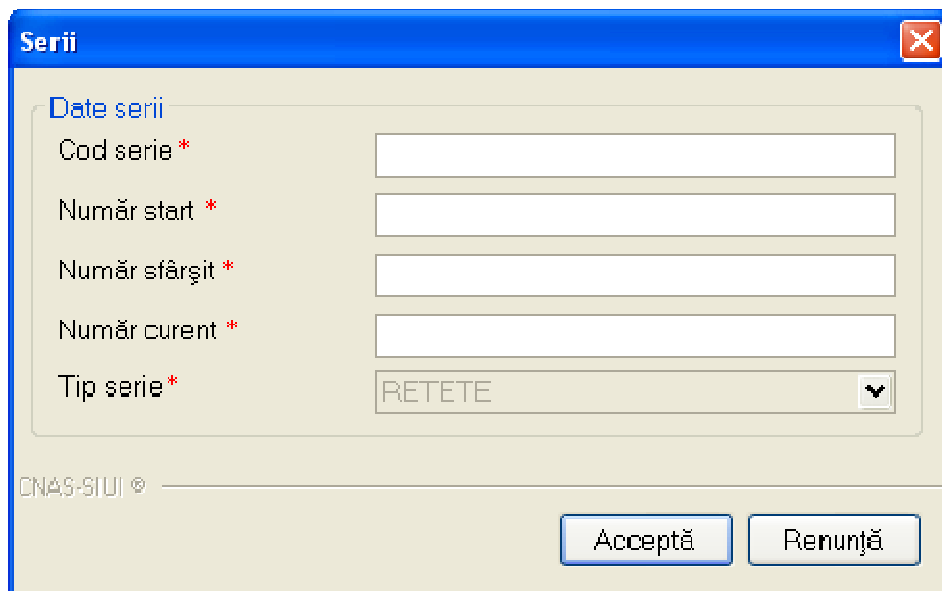 Serii
Date serii
Cod serie *
Număr start *
Număr sfârşit *
Număr curent *
Tip serie *
RETETE
CNAS-SIUI ®
Acceptă
Renunţă